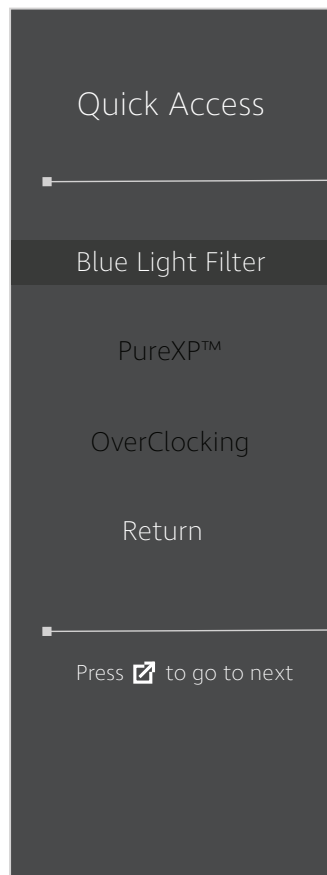 Quick Access
Blue Light Filter
PureXP™
OverClocking
Return
Press to go to next